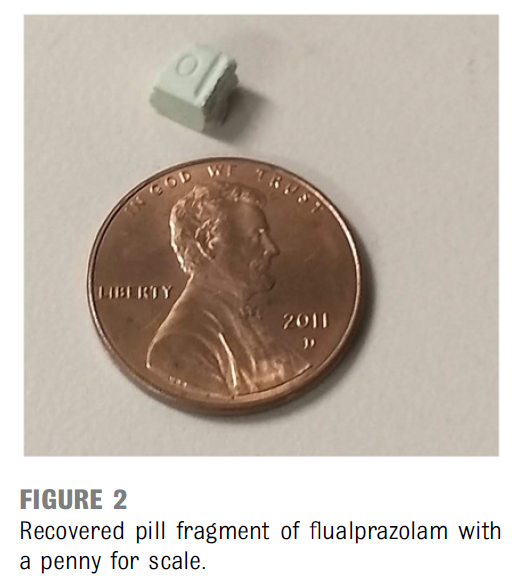 O
IN GOD WE TRUST
LIBERTY
2011
D
FIGURE 2
Recovered pill fragment of flualprazolam with
a penny for scale.